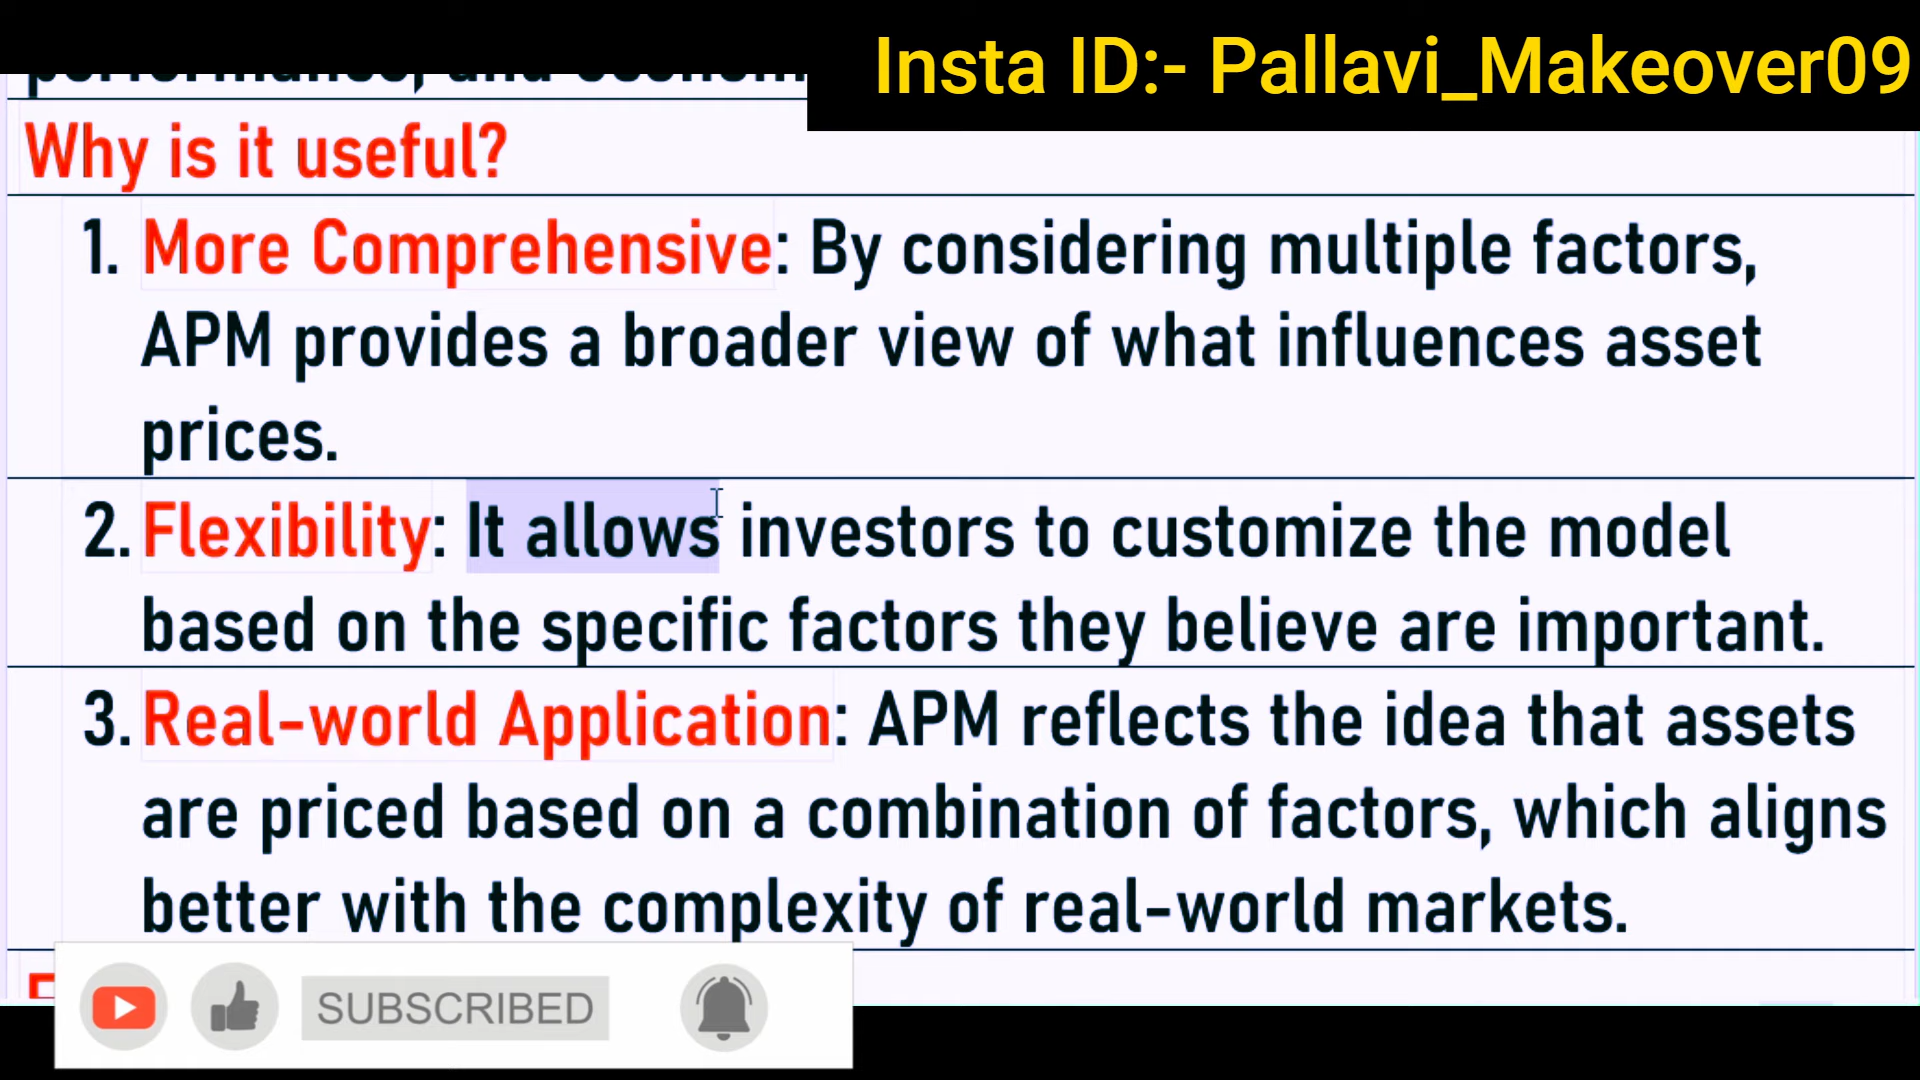 Insta ID:- Pallavi_Makeover09
performance, and econom
Why is it useful?
1. More Comprehensive: By considering multiple factors,
APM provides a broader view of what influences asset
prices.
2. Flexibility: It allows investors to customize the model
based on the specific factors they believe are important.
3. Real-world Application: APM reflects the idea that assets
are priced based on a combination of factors, which aligns
better with the complexity of real-world markets.
SUBSCRIBED